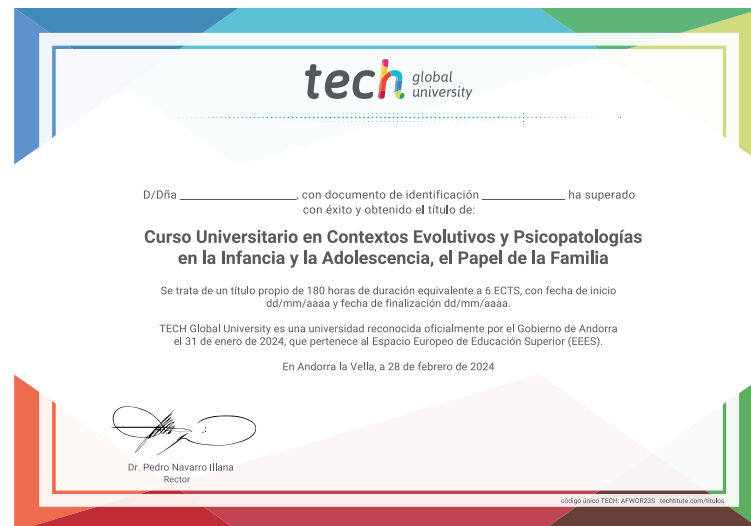 tech global university
D/Dña ____________, con documento de identificación ____________ ha superado
con éxito y obtenido el título de:
Curso Universitario en Contextos Evolutivos y Psicopatologías
en la Infancia y la Adolescencia, el Papel de la Familia
Se trata de un título propio de 180 horas de duración equivalente a 6 ECTS, con fecha de inicio
dd/mm/aaaa y fecha de finalización dd/mm/aaaa.
TECH Global University es una universidad reconocida oficialmente por el Gobierno de Andorra
el 31 de enero de 2024, que pertenece al Espacio Europeo de Educación Superior (EEES).
En Andorra la Vella, a 28 de febrero de 2024
Dr. Pedro Navarro Illana
Rector
código único TECH: AFWOR23S techtitute.com/titulos